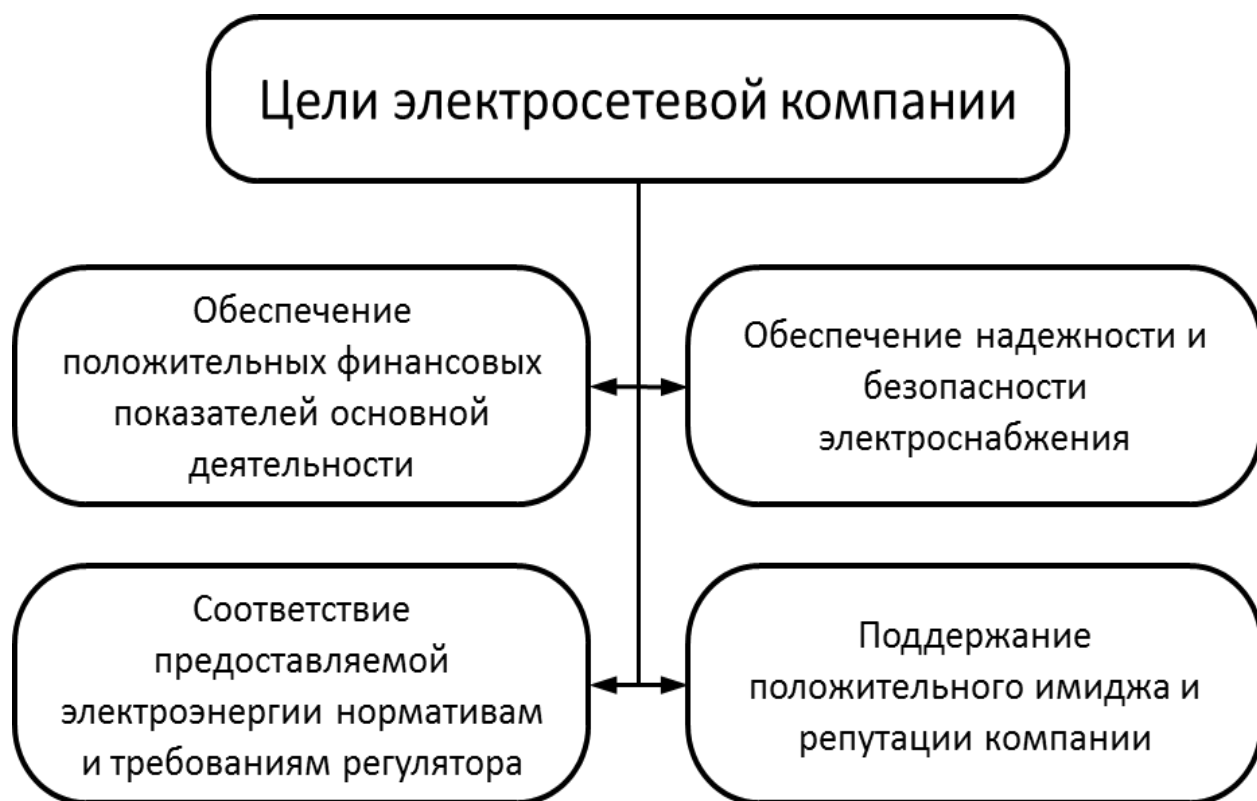 Цели электросетевой компании
Обеспечение
положительных финансовых
показателей основной
деятельности
Обеспечение надежности и
безопасности
электроснабжения
Соответствие
предоставляемой
электроэнергии нормативам
и требованиям регулятора
Поддержание
положительного имиджа и
репутации компании